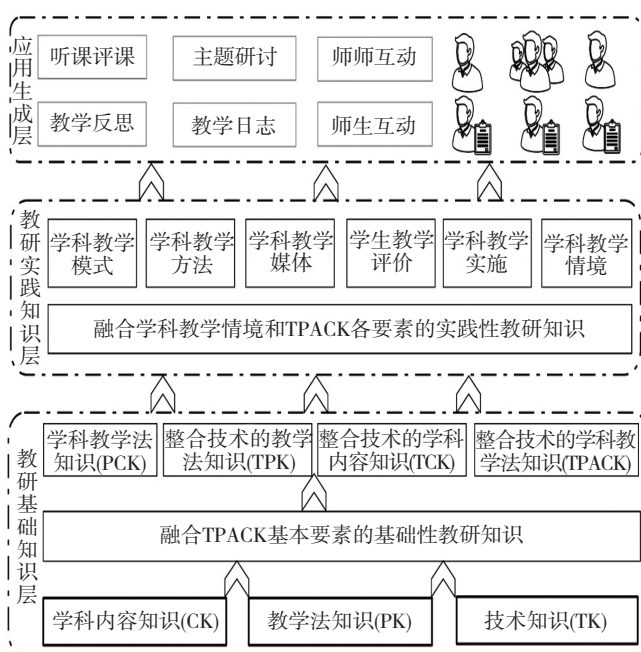 应用生成层
听课评课
主题研讨
师师互动
教学反思
教学日志
师生互动
教研实践知识层
学科教学
模式
学科教学
方法
学科教学
媒体
学生教学
评价
学科教学
实施
学科教学
情境
融合学科教学情境和TPACK各要素的实践性教研知识
教研基础知识层
学科教学法
知识(PCK)
整合技术的教学
法知识(TPK)
整合技术的学科
内容知识(TCK)
整合技术的学科教
学法知识(TPACK)
融合TPACK基本要素的基础性教研知识
学科内容知识(CK)
教学法知识(PK)
技术知识(TK)